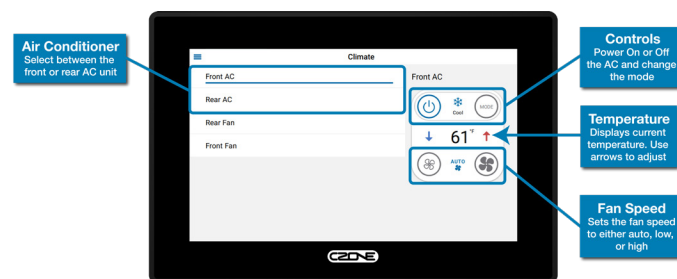 Air Conditioner
Select between the
front or rear AC unit
Climate
Front AC
Rear AC
Rear Fan
Front Fan
Front AC
Cool
MODE
61°F
AUTO
CZONE
Controls
Power On or Off
the AC and change
the mode
Temperature
Displays current
temperature. Use
arrows to adjust
Fan Speed
Sets the fan speed
to either auto, low,
or high